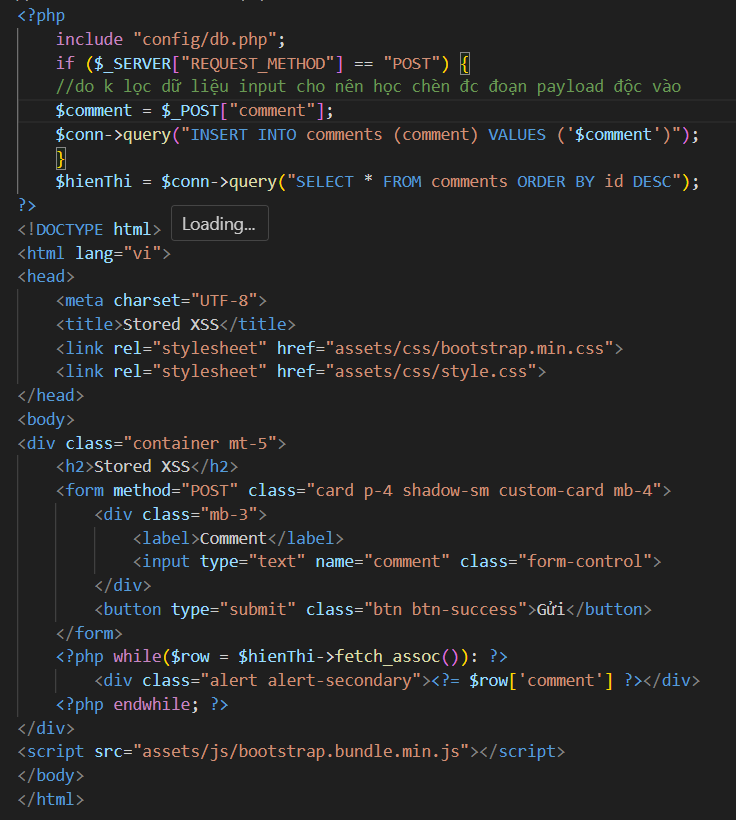 <?php
    include "config/db.php";
    if ($_SERVER["REQUEST_METHOD"] == "POST") {
    //do k lọc dữ liệu input cho nên học chèn đc đoạn payload độc vào
    $comment = $_POST["comment"];
    $conn->query("INSERT INTO comments (comment) VALUES ('$comment')");
    }
    $hienThi = $conn->query("SELECT * FROM comments ORDER BY id DESC");
?>
<!DOCTYPE html>
Loading...
<html lang="vi">
<head>
    <meta charset="UTF-8">
    <title>Stored XSS</title>
    <link rel="stylesheet" href="assets/css/bootstrap.min.css">
    <link rel="stylesheet" href="assets/css/style.css">
</head>
<body>
<div class="container mt-5">
    <h2>Stored XSS</h2>
    <form method="POST" class="card p-4 shadow-sm custom-card mb-4">
        <div class="mb-3">
            <label>Comment</label>
            <input type="text" name="comment" class="form-control">
        </div>
        <button type="submit" class="btn btn-success">Gửi</button>
    </form>
    <?php while($row = $hienThi->fetch_assoc()): ?>
        <div class="alert alert-secondary"><?= $row['comment'] ?></div>
    <?php endwhile; ?>
</div>
<script src="assets/js/bootstrap.bundle.min.js"></script>
</body>
</html>